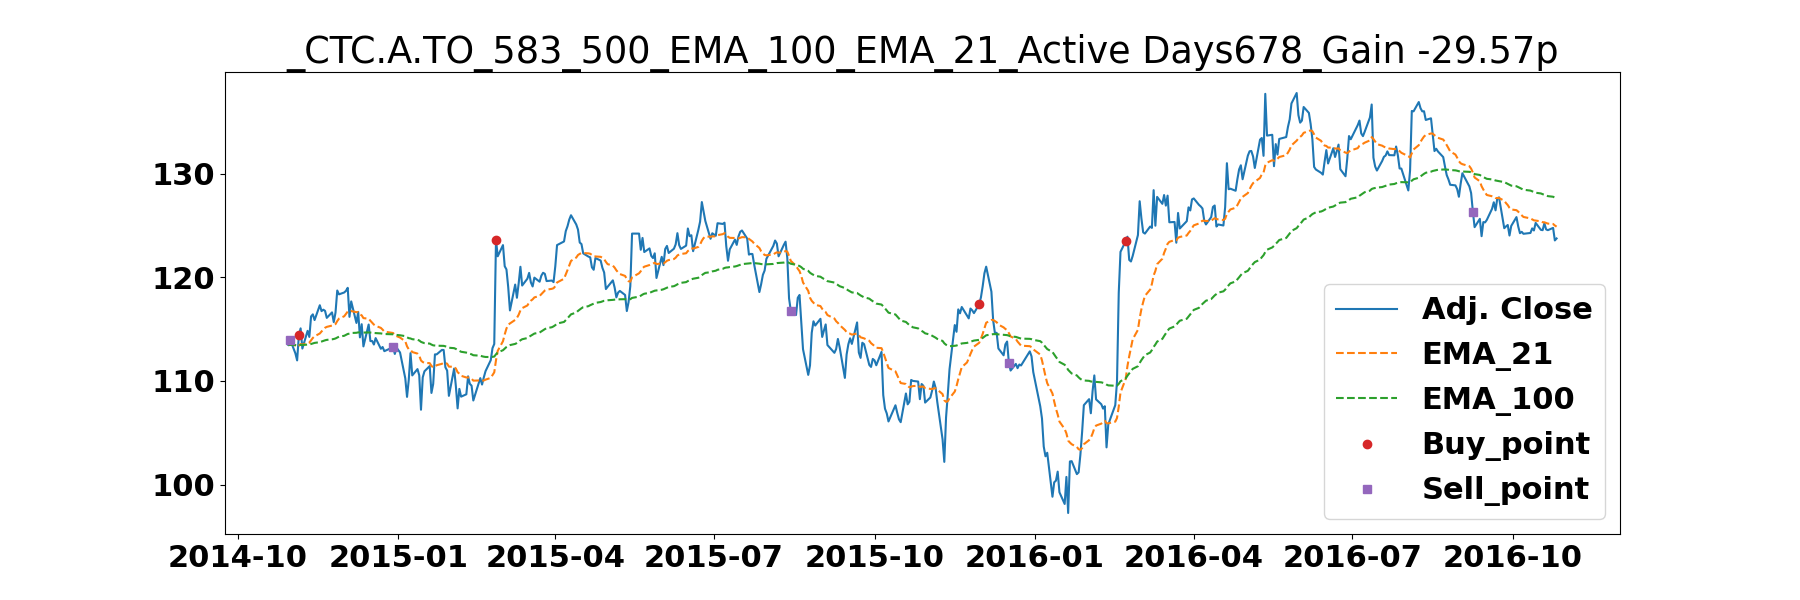 _CTC.A.TO_583_500_EMA_100_EMA_21_Active Days678_Gain -29.57p
130
120
110
100
Adj. Close
EMA_21
EMA_100
Buy_point
Sell_point
2014-10 2015-01 2015-04 2015-07 2015-10 2016-01 2016-04 2016-07 2016-10